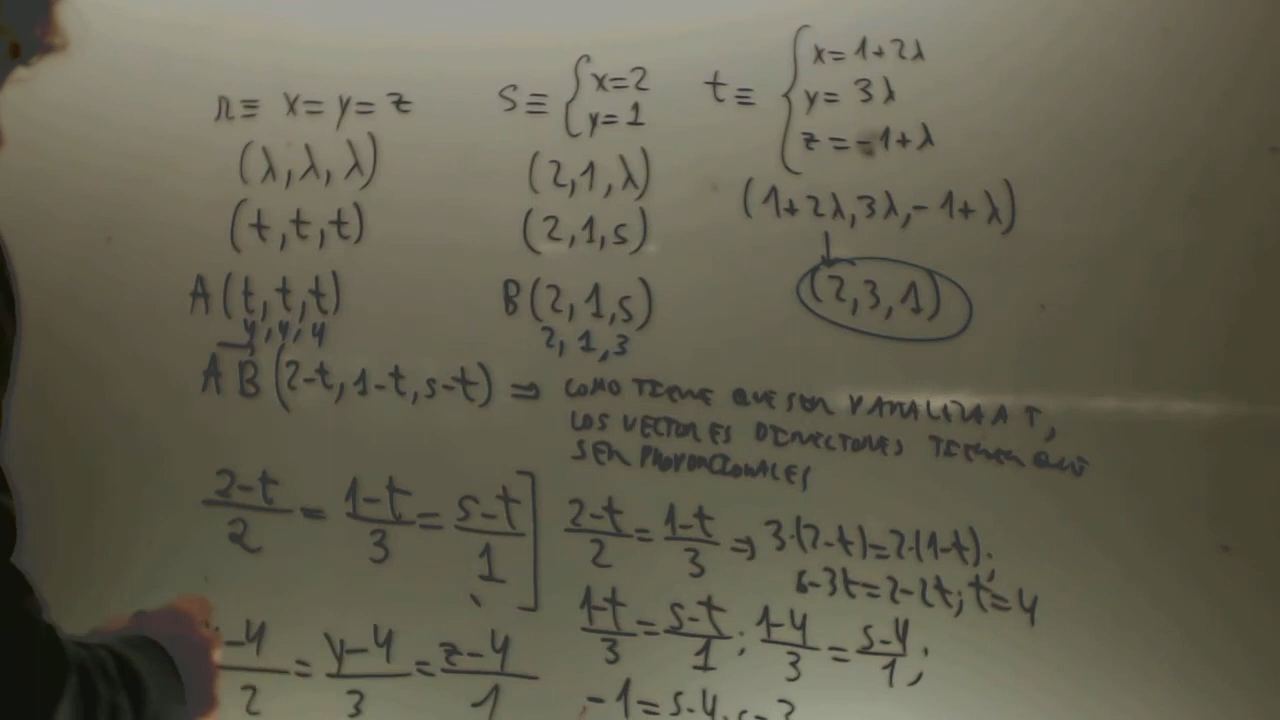 r≡ x=y=z
(λ,λ,λ)
(t,t,t)
A(t,t,t)
4,4,4
s≡ { x=2
y=1
(2,1,λ)
(2,1,s)
B(2,1,s)
2,1,3
t≡ { x=1+2λ
y=3λ
z=-1+λ
(1+2λ,3λ,-1+λ)
↓
(2,3,1)
AB(2-t,1-t,s-t) ⇒ COMO TIENE QUE SER PARALELA A T,
LOS VECTORES DIRECTORES TIENEN QUE
SER PROPORCIONALES
(2-t)/2 = (1-t)/3 = (s-t)/1 ]
(2-t)/2 = (1-t)/3 ⇒ 3·(2-t)=2·(1-t);
6-3t=2-2t; t=4
(1-t)/3 = (s-t)/1; (1-4)/3 = (s-4)/1;
-1=s-4
-4/2 = (y-4)/3 = (z-4)/1